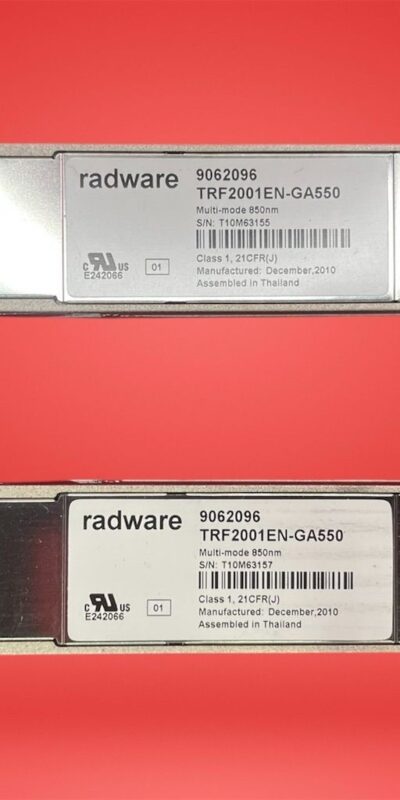 radware
9062096
TRF2001EN-GA550
Multi-mode 850nm
S/N: T10M63155
Class 1, 21CFR(J)
Manufactured: December,2010
Assembled in Thailand
C RU US
E242066
01
radware
9062096
TRF2001EN-GA550
Multi-mode 850nm
S/N: T10M63157
Class 1, 21CFR(J)
Manufactured: December,2010
Assembled in Thailand
C RU US
E242066
01